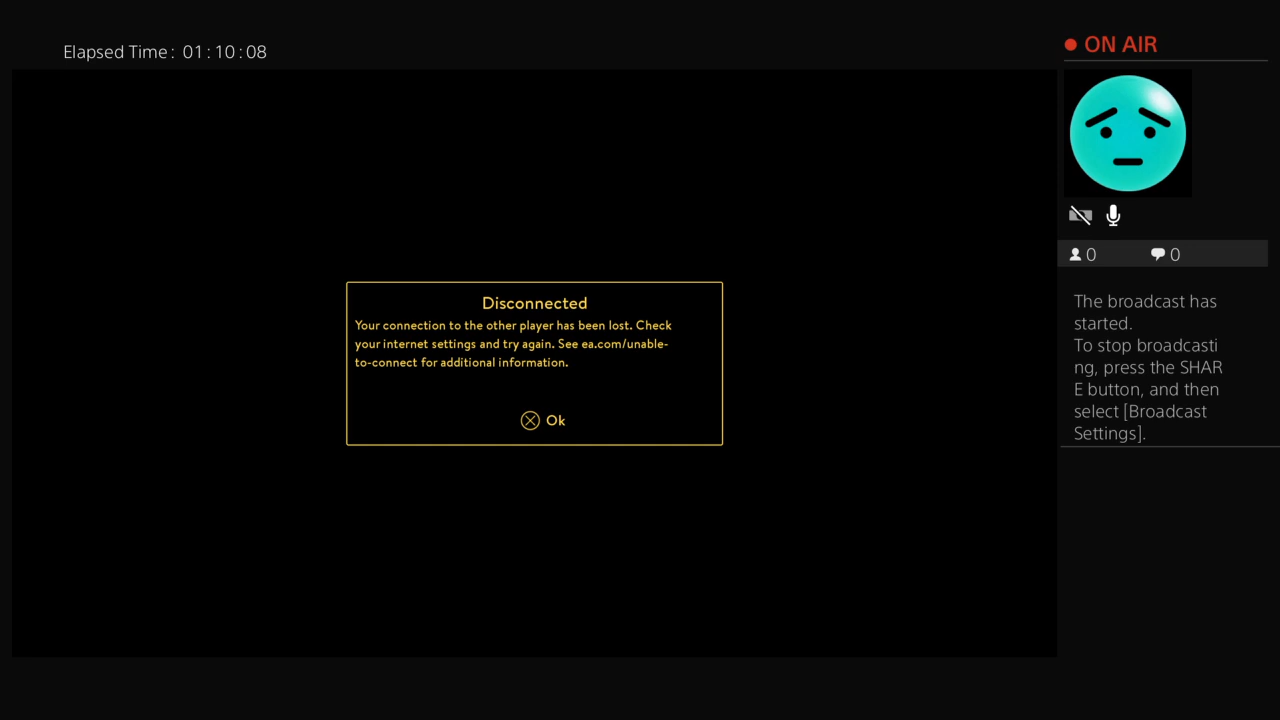 Elapsed Time: 01:10:08
ON AIR
0 0
Disconnected
Your connection to the other player has been lost. Check
your internet settings and try again. See ea.com/unable-
to-connect for additional information.
Ok
The broadcast has
started.
To stop broadcasti
ng, press the SHAR
E button, and then
select [Broadcast
Settings].